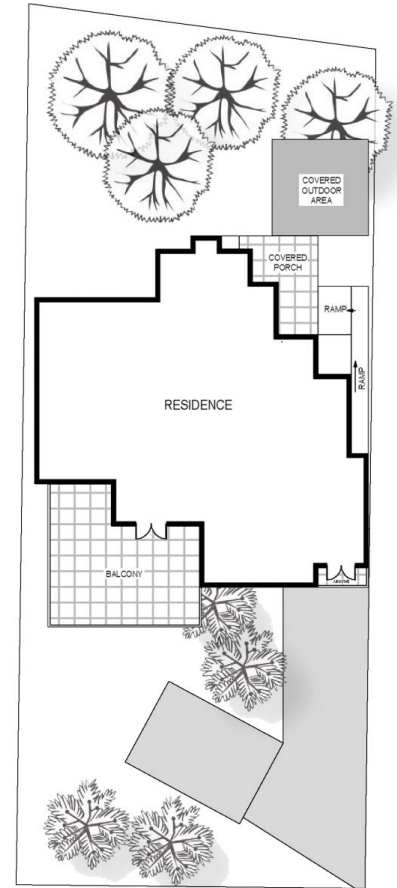 COVERED
OUTDOOR
AREA
COVERED
PORCH
RAMP
RAMP
RESIDENCE
BALCONY